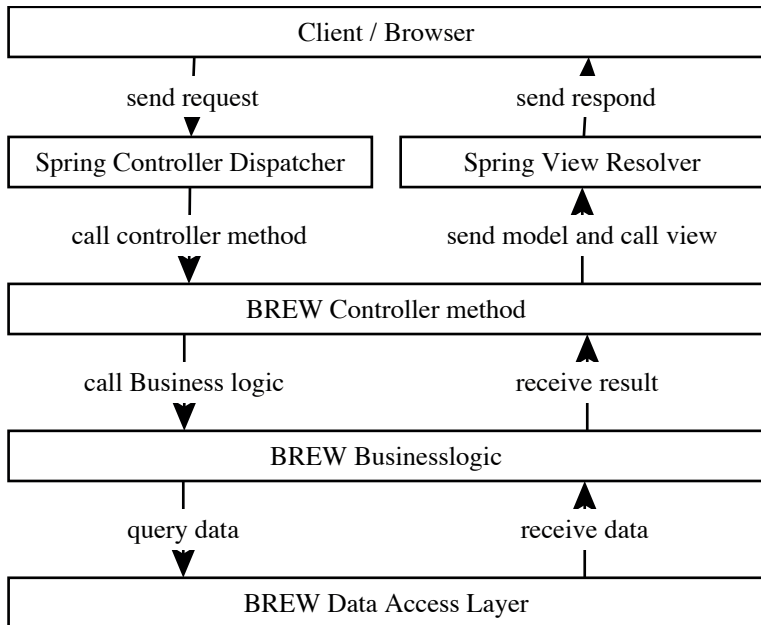 Client / Browser
send request
send respond
Spring Controller Dispatcher
Spring View Resolver
call controller method
send model and call view
BREW Controller method
call Business logic
receive result
BREW Businesslogic
query data
receive data
BREW Data Access Layer